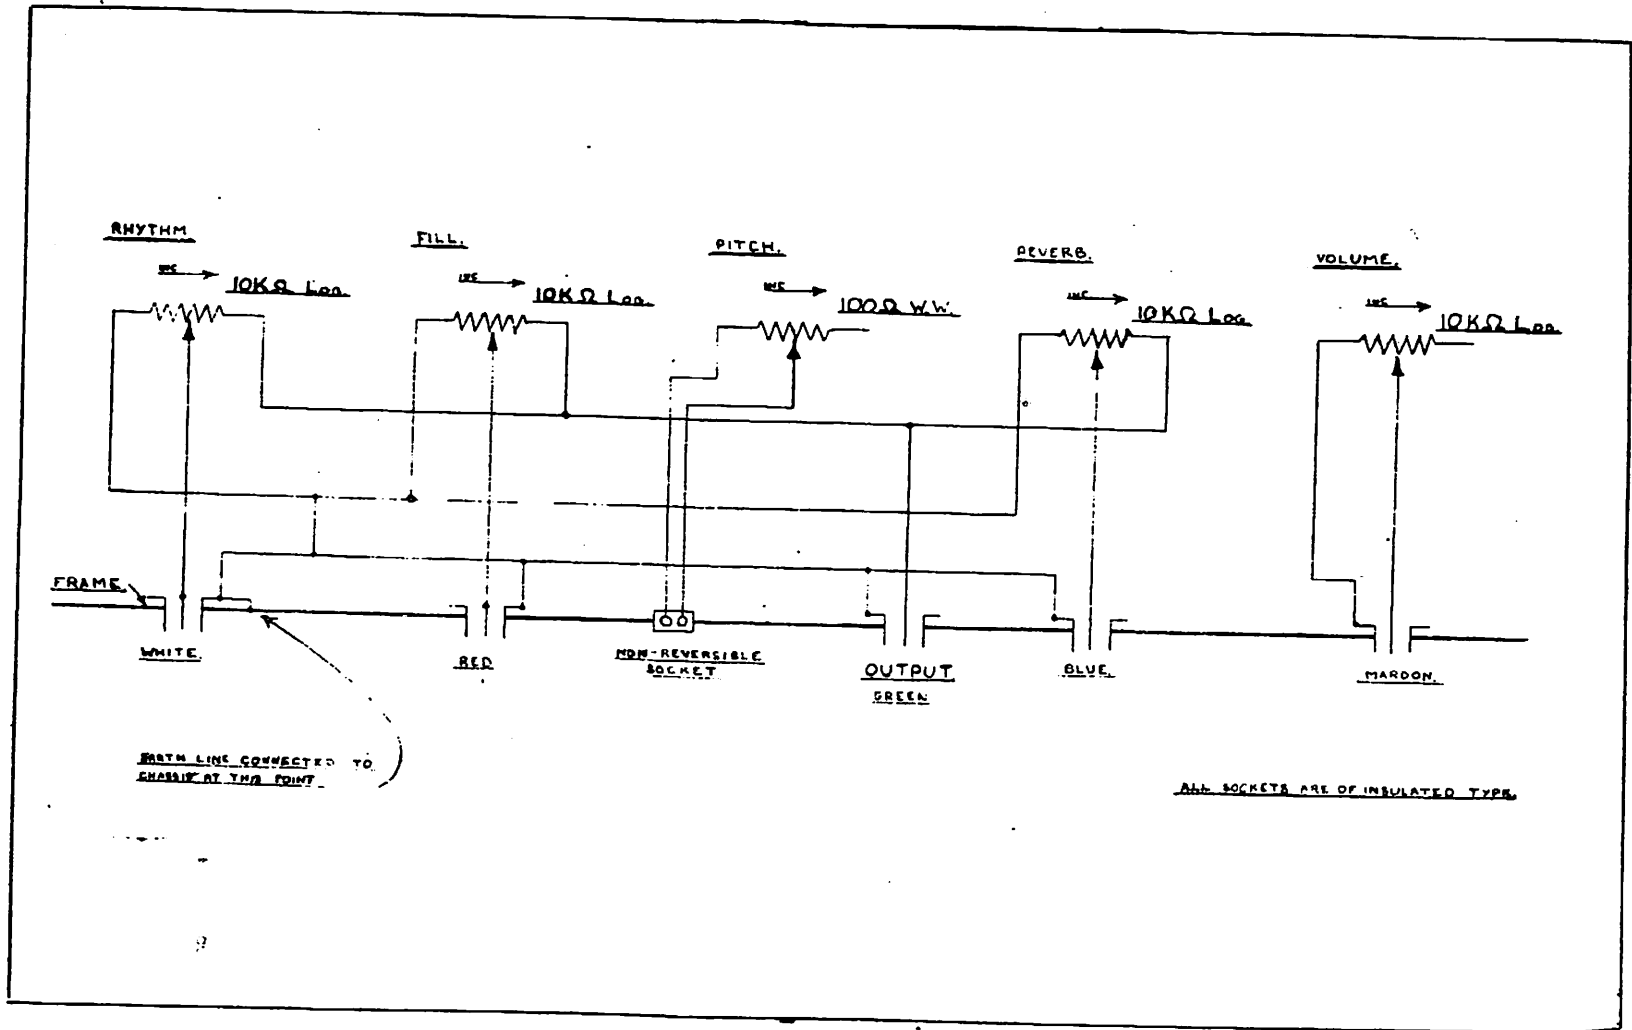 RHYTHM.
FILL.
PITCH.
REVERB.
VOLUME.
INC
10KΩ LOG.
INC
10KΩ LOG.
INC
100Ω W.W.
INC
10KΩ LOG
INC
10KΩ LOG.
FRAME.
WHITE.
RED
NON-REVERSIBLE
SOCKET
OUTPUT
GREEN
BLUE.
MAROON.
EARTH LINE CONNECTED TO
CHASSIS AT THIS POINT
ALL SOCKETS ARE OF INSULATED TYPE.